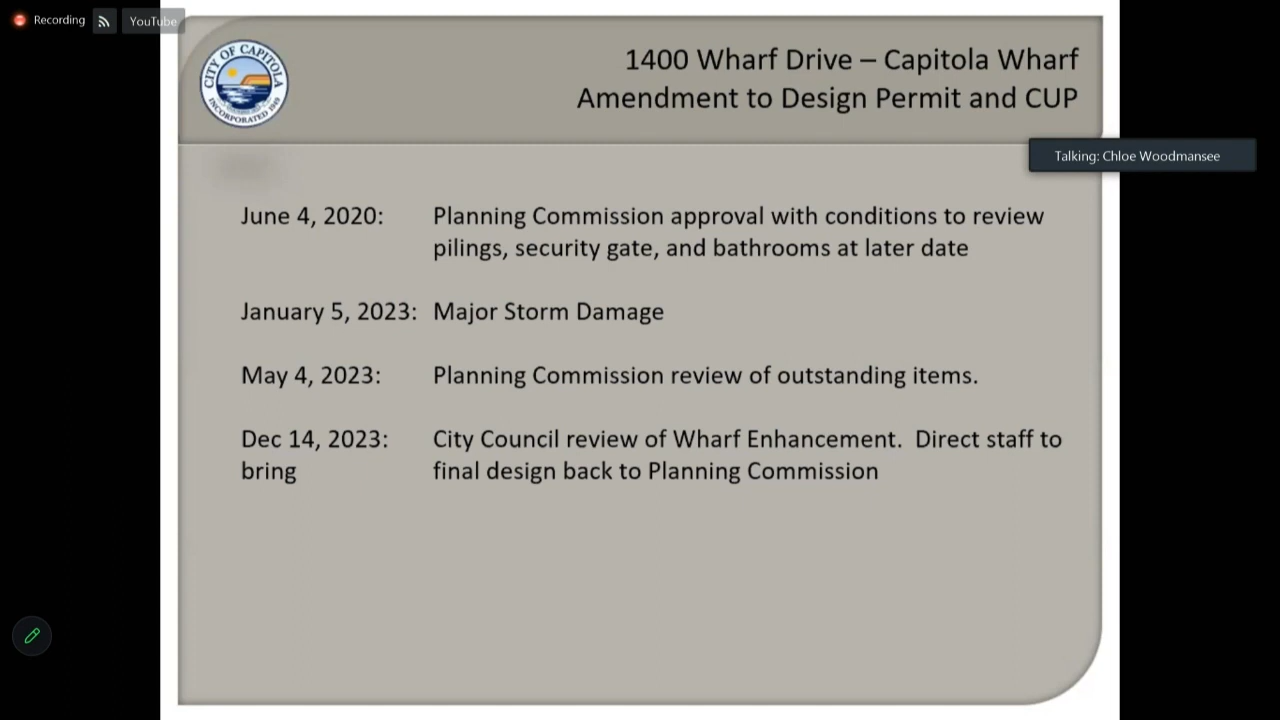 Recording
YouTube
CITY OF CAPITOLA
INCORPORATED 1949
1400 Wharf Drive – Capitola Wharf
Amendment to Design Permit and CUP
Talking: Chloe Woodmansee
June 4, 2020: Planning Commission approval with conditions to review
pilings, security gate, and bathrooms at later date
January 5, 2023: Major Storm Damage
May 4, 2023: Planning Commission review of outstanding items.
Dec 14, 2023: City Council review of Wharf Enhancement. Direct staff to
bring final design back to Planning Commission